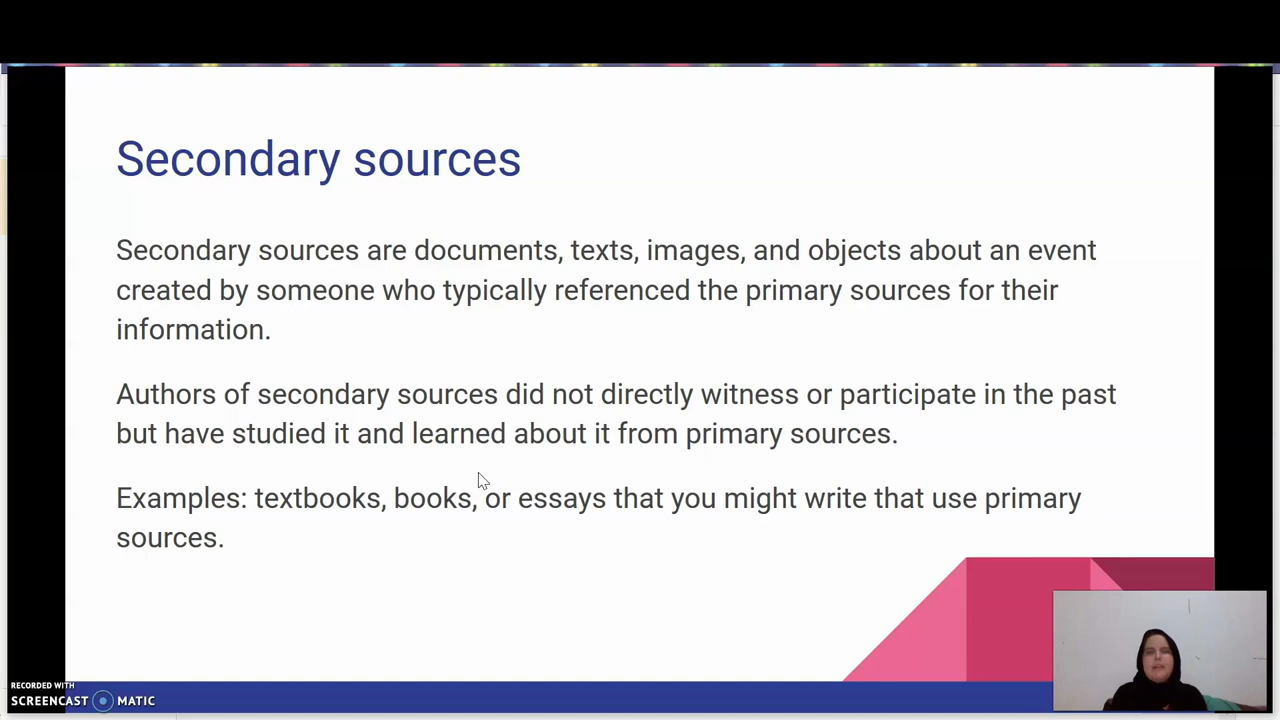 Secondary sources
Secondary sources are documents, texts, images, and objects about an event
created by someone who typically referenced the primary sources for their
information.
Authors of secondary sources did not directly witness or participate in the past
but have studied it and learned about it from primary sources.
Examples: textbooks, books, or essays that you might write that use primary
sources.
RECORDED WITH
SCREENCAST MATIC